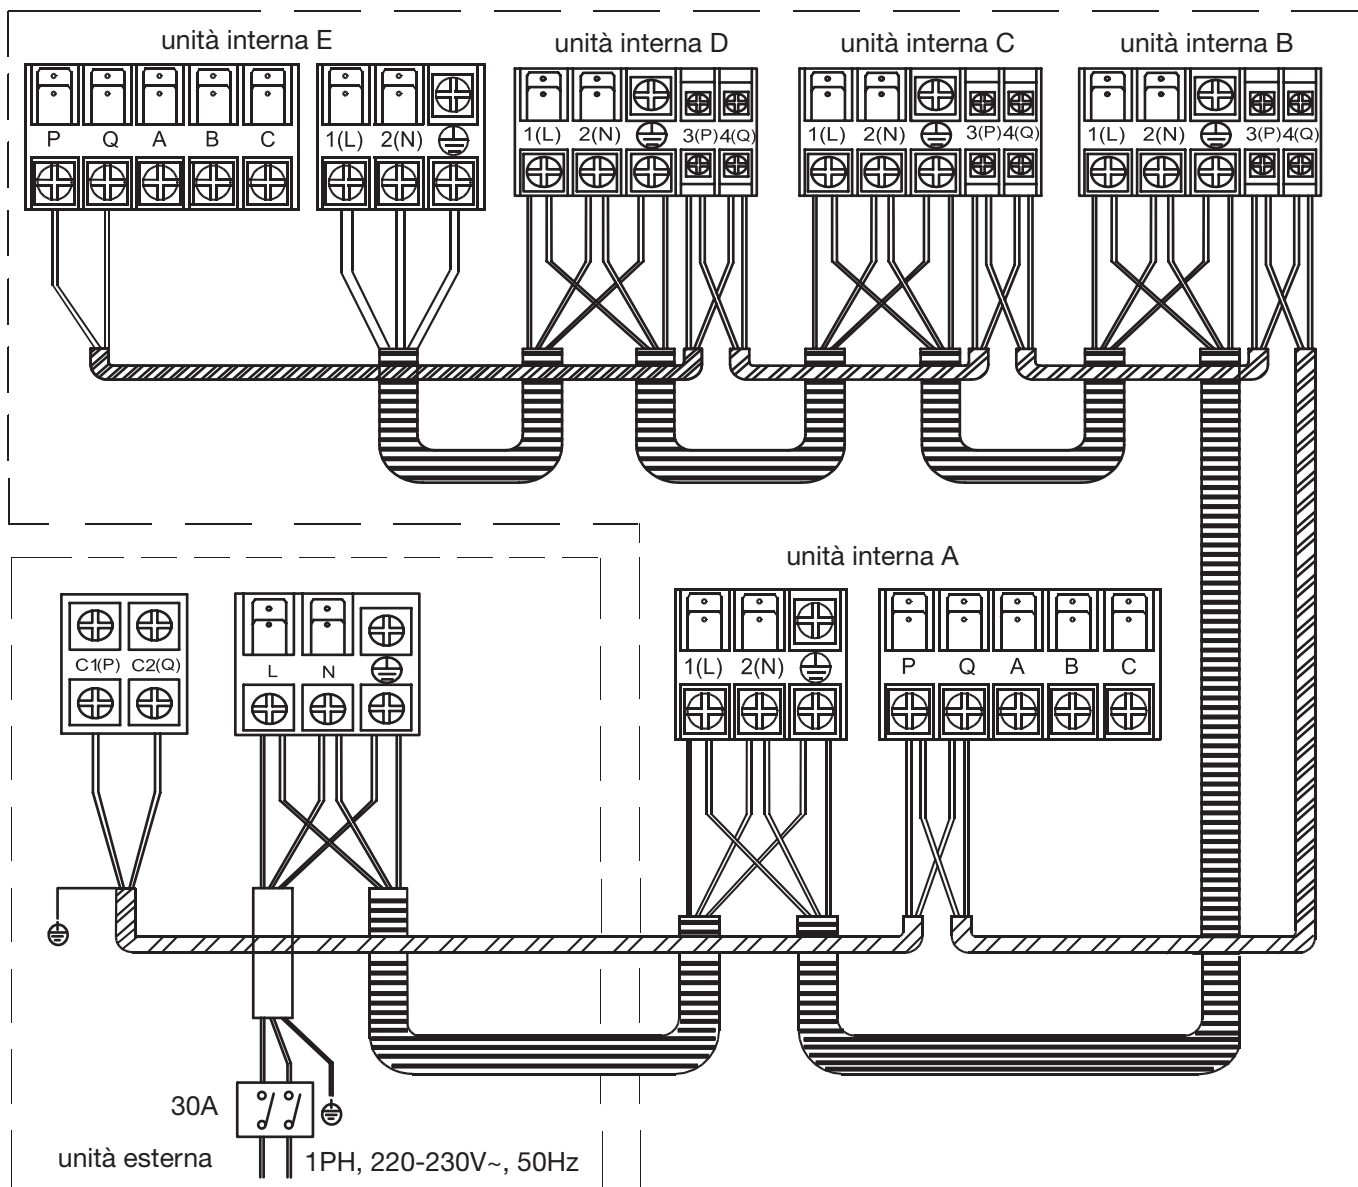 unità interna E
unità interna D
unità interna C
unità interna B
P Q A B C
1(L) 2(N)
1(L) 2(N) 3(P) 4(Q)
1(L) 2(N) 3(P) 4(Q)
1(L) 2(N) 3(P) 4(Q)
unità interna A
C1(P) C2(Q)
L N
1(L) 2(N)
P Q A B C
30A
unità esterna
1PH, 220-230V~, 50Hz